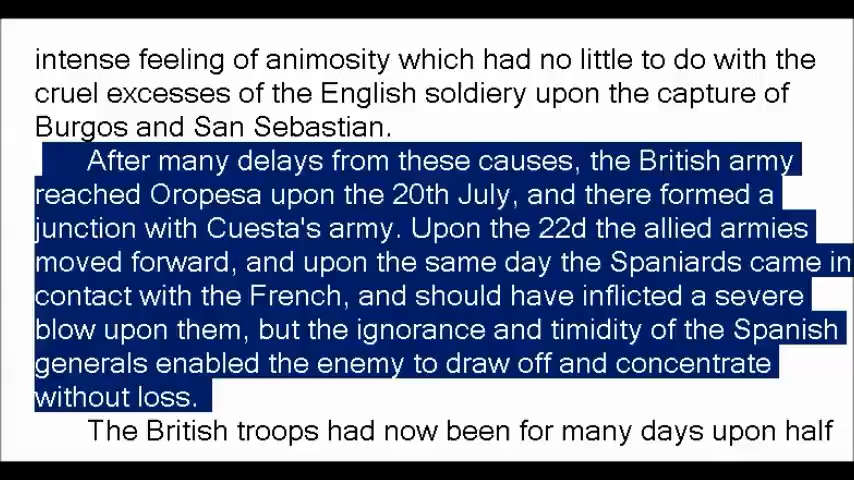 intense feeling of animosity which had no little to do with the
cruel excesses of the English soldiery upon the capture of
Burgos and San Sebastian.
After many delays from these causes, the British army
reached Oropesa upon the 20th July, and there formed a
junction with Cuesta's army. Upon the 22d the allied armies
moved forward, and upon the same day the Spaniards came in
contact with the French, and should have inflicted a severe
blow upon them, but the ignorance and timidity of the Spanish
generals enabled the enemy to draw off and concentrate
without loss.
The British troops had now been for many days upon half